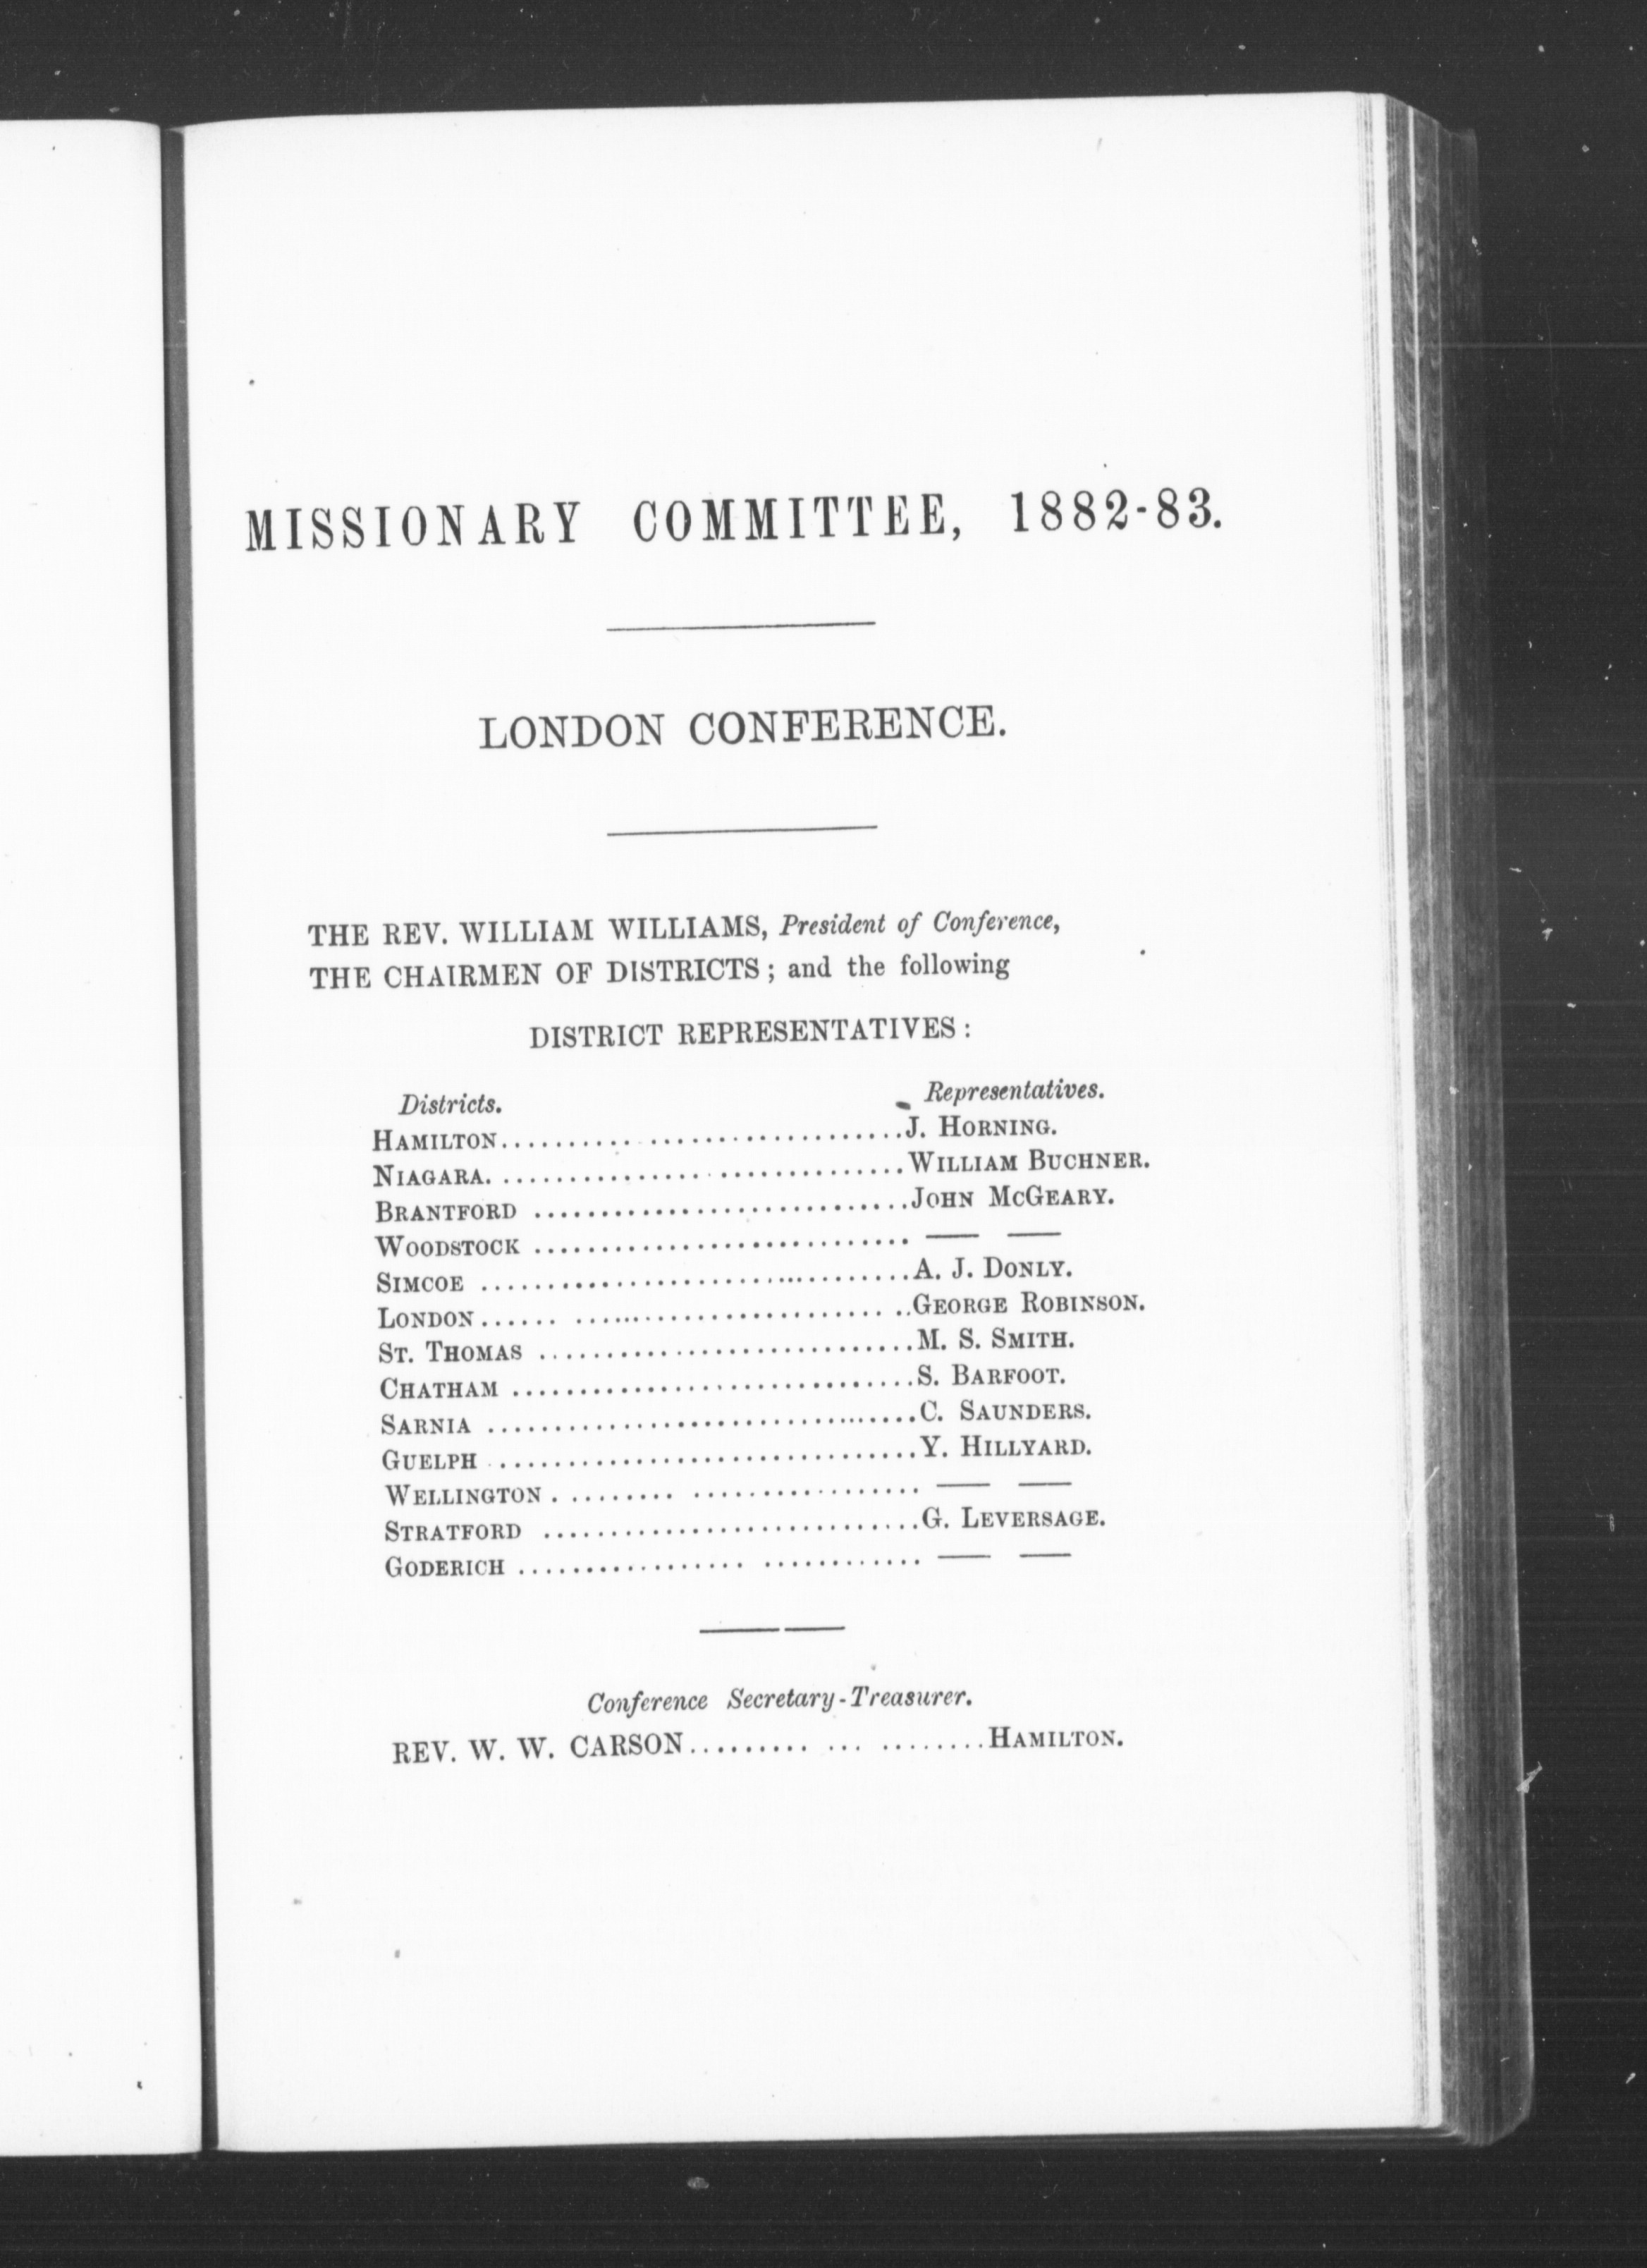 MISSIONARY COMMITTEE, 1882-83.
LONDON CONFERENCE.
THE REV. WILLIAM WILLIAMS, President of Conference,
THE CHAIRMEN OF DISTRICTS; and the following
DISTRICT REPRESENTATIVES:
Districts. Representatives.
HAMILTON..............................J. HORNING.
NIAGARA..............................WILLIAM BUCHNER.
BRANTFORD ............................JOHN MCGEARY.
WOODSTOCK ............................ —— ——
SIMCOE ................................A. J. DONLY.
LONDON................................GEORGE ROBINSON.
ST. THOMAS ............................M. S. SMITH.
CHATHAM ..............................S. BARFOOT.
SARNIA ................................C. SAUNDERS.
GUELPH ................................Y. HILLYARD.
WELLINGTON............................ —— ——
STRATFORD ............................G. LEVERSAGE.
GODERICH .............................. —— ——
Conference Secretary-Treasurer.
REV. W. W. CARSON......... ... ........HAMILTON.